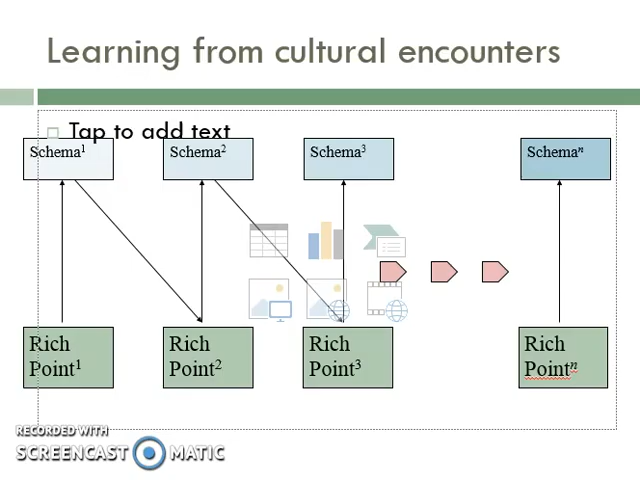 Learning from cultural encounters
Tap to add text
Schema¹ Schema² Schema³ Schemaⁿ
Rich Rich Rich Rich
Point¹ Point² Point³ Pointⁿ
RECORDED WITH
SCREENCAST MATIC